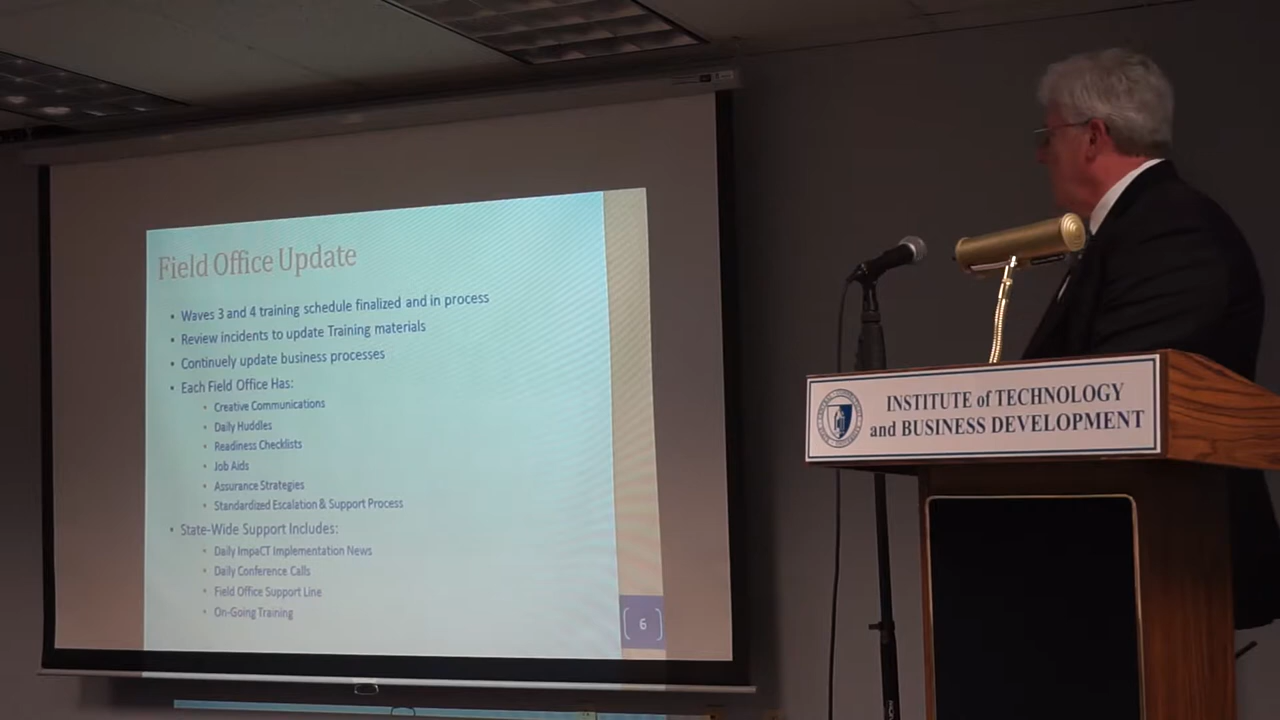 Field Office Update
• Waves 3 and 4 training schedule finalized and in process
• Review incidents to update Training materials
• Continuely update business processes
• Each Field Office Has:
• Creative Communications
• Daily Huddles
• Readiness Checklists
• Job Aids
• Assurance Strategies
• Standardized Escalation & Support Process
• State-Wide Support Includes:
• Daily ImpaCT Implementation News
• Daily Conference Calls
• Field Office Support Line
• On-Going Training
6
INSTITUTE of TECHNOLOGY
and BUSINESS DEVELOPMENT